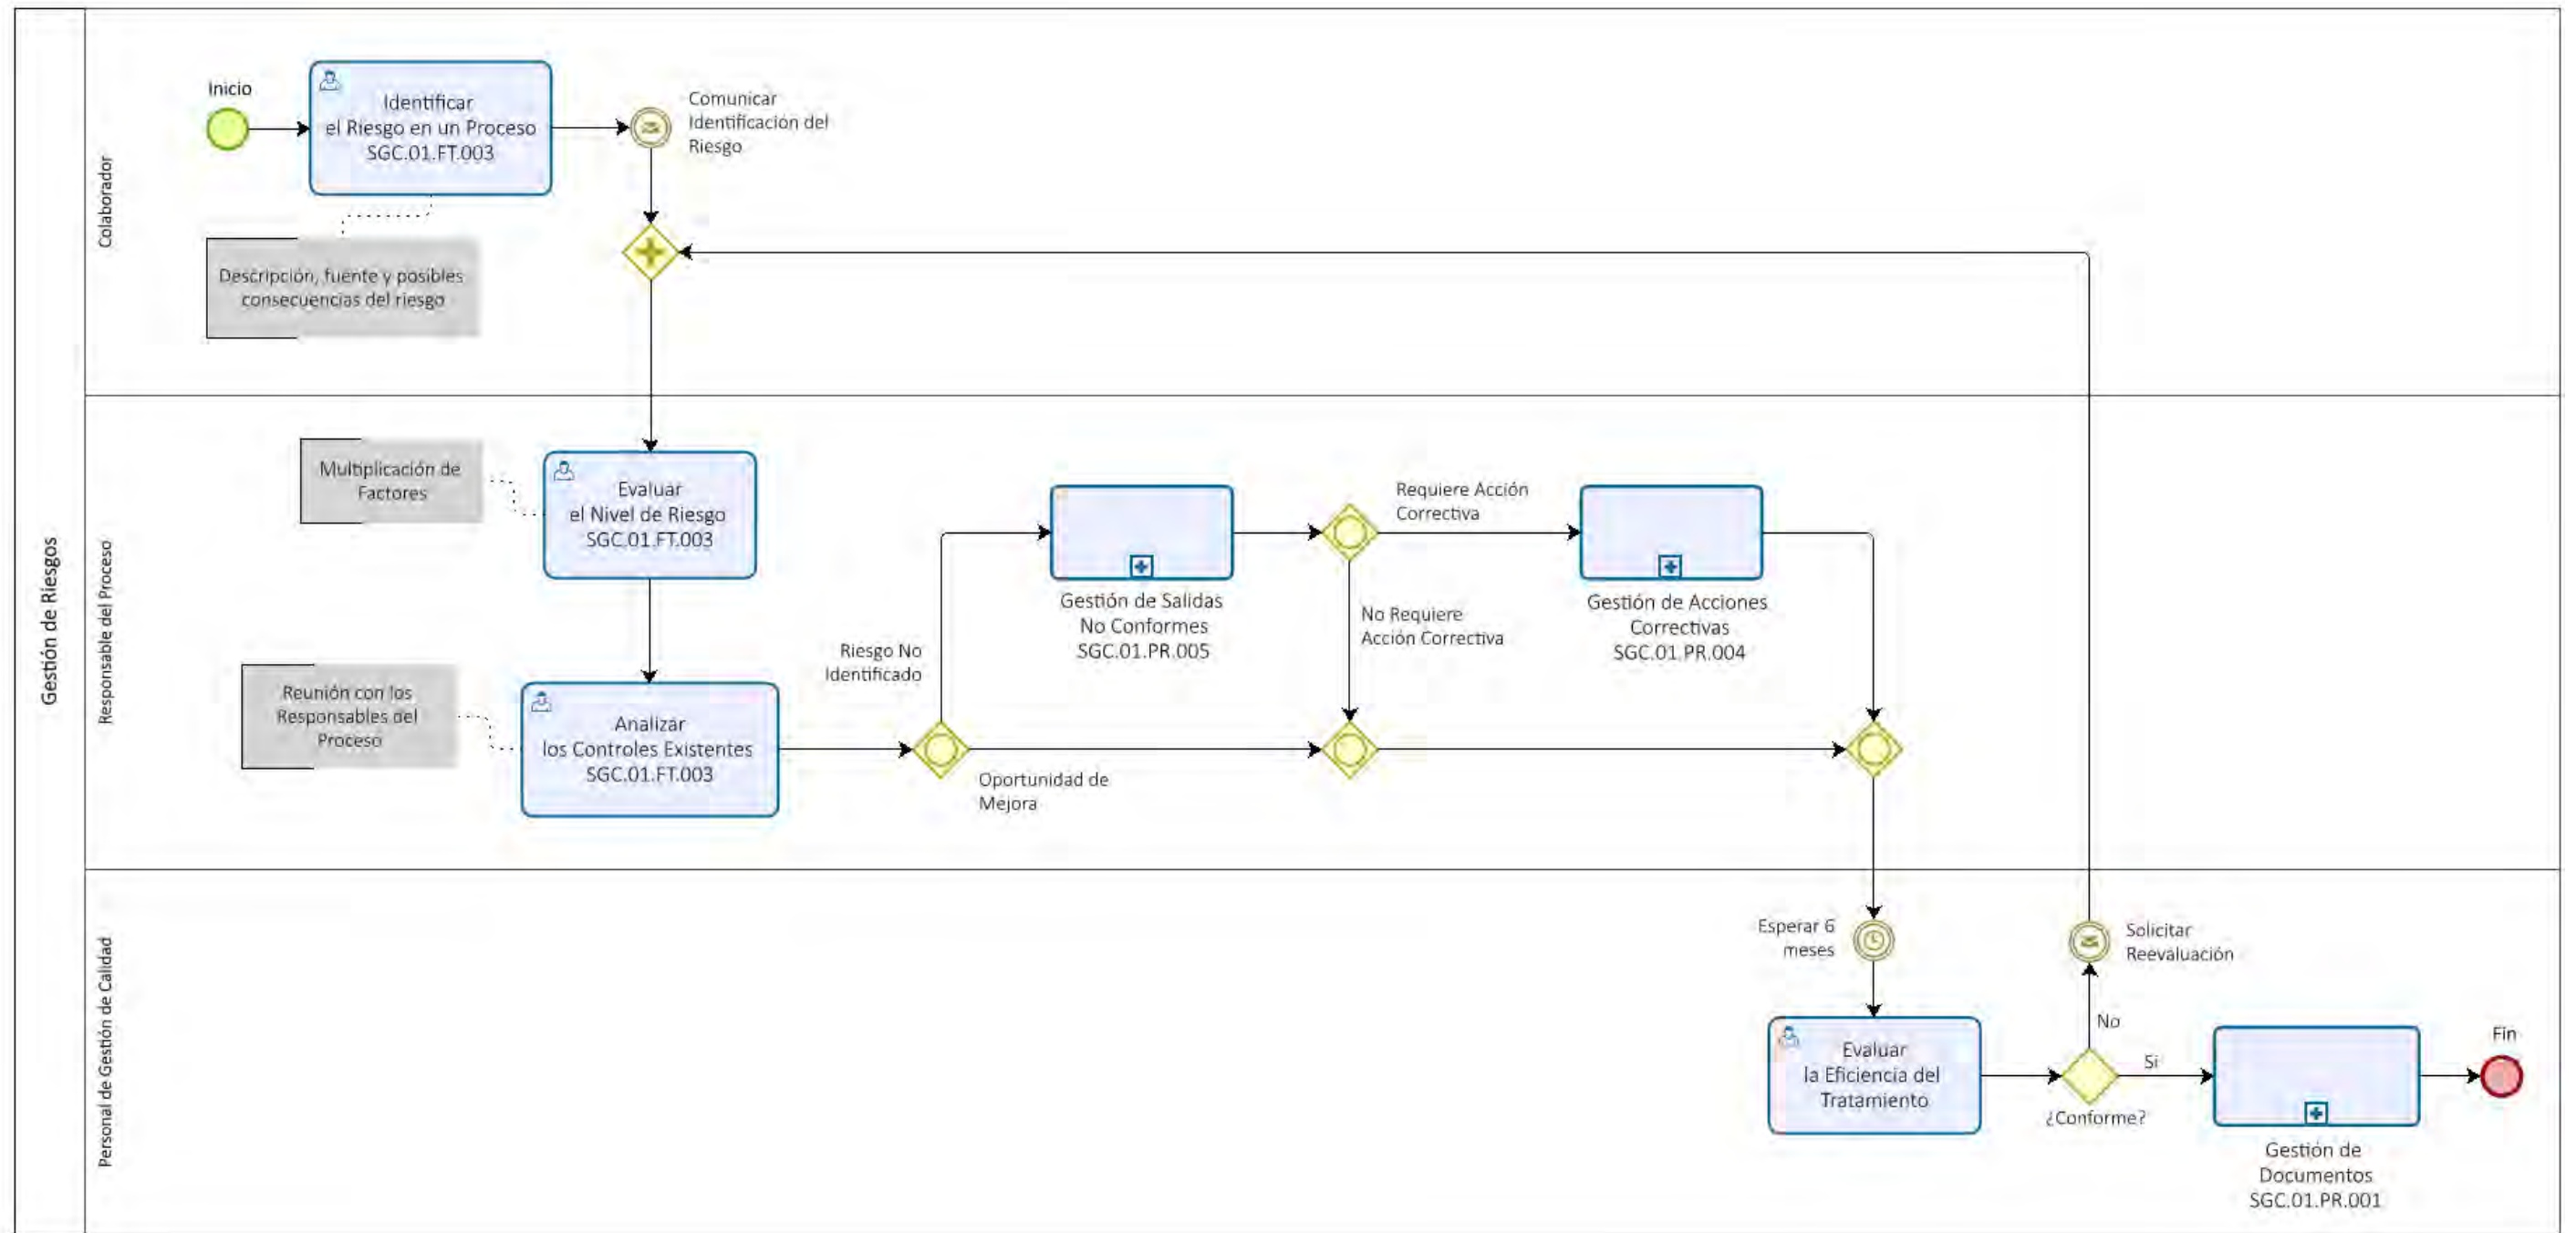 Gestión de Riesgos
Colaborador
Inicio
Identificar
el Riesgo en un Proceso
SGC.01.FT.003
Comunicar
Identificación del
Riesgo
Descripción, fuente y posibles
consecuencias del riesgo
Responsable del Proceso
Multiplicación de
Factores
Evaluar
el Nivel de Riesgo
SGC.01.FT.003
Reunión con los
Responsables del
Proceso
Analizar
los Controles Existentes
SGC.01.FT.003
Riesgo No
Identificado
Oportunidad de
Mejora
Gestión de Salidas
No Conformes
SGC.01.PR.005
Requiere Acción
Correctiva
No Requiere
Acción Correctiva
Gestión de Acciones
Correctivas
SGC.01.PR.004
Personal de Gestión de Calidad
Esperar 6
meses
Evaluar
la Eficiencia del
Tratamiento
Solicitar
Reevaluación
No
Si
¿Conforme?
Gestión de
Documentos
SGC.01.PR.001
Fin